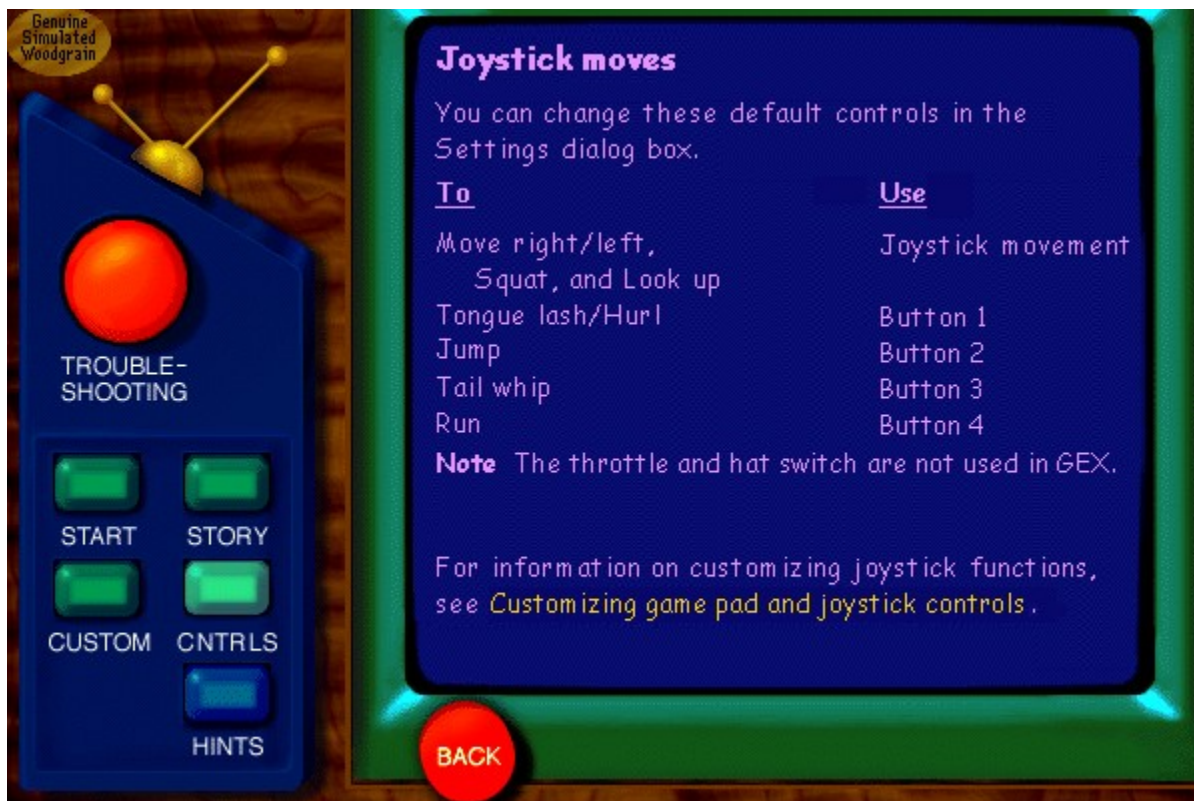 Genuine
Simulated
Woodgrain
TROUBLE-
SHOOTING
START STORY
CUSTOM CNTRLS
HINTS
Joystick moves
You can change these default controls in the
Settings dialog box.
To Use
Move right/left, Joystick movement
Squat, and Look up
Tongue lash/Hurl Button 1
Jump Button 2
Tail whip Button 3
Run Button 4
Note The throttle and hat switch are not used in GEX.
For information on customizing joystick functions,
see Customizing game pad and joystick controls.
BACK